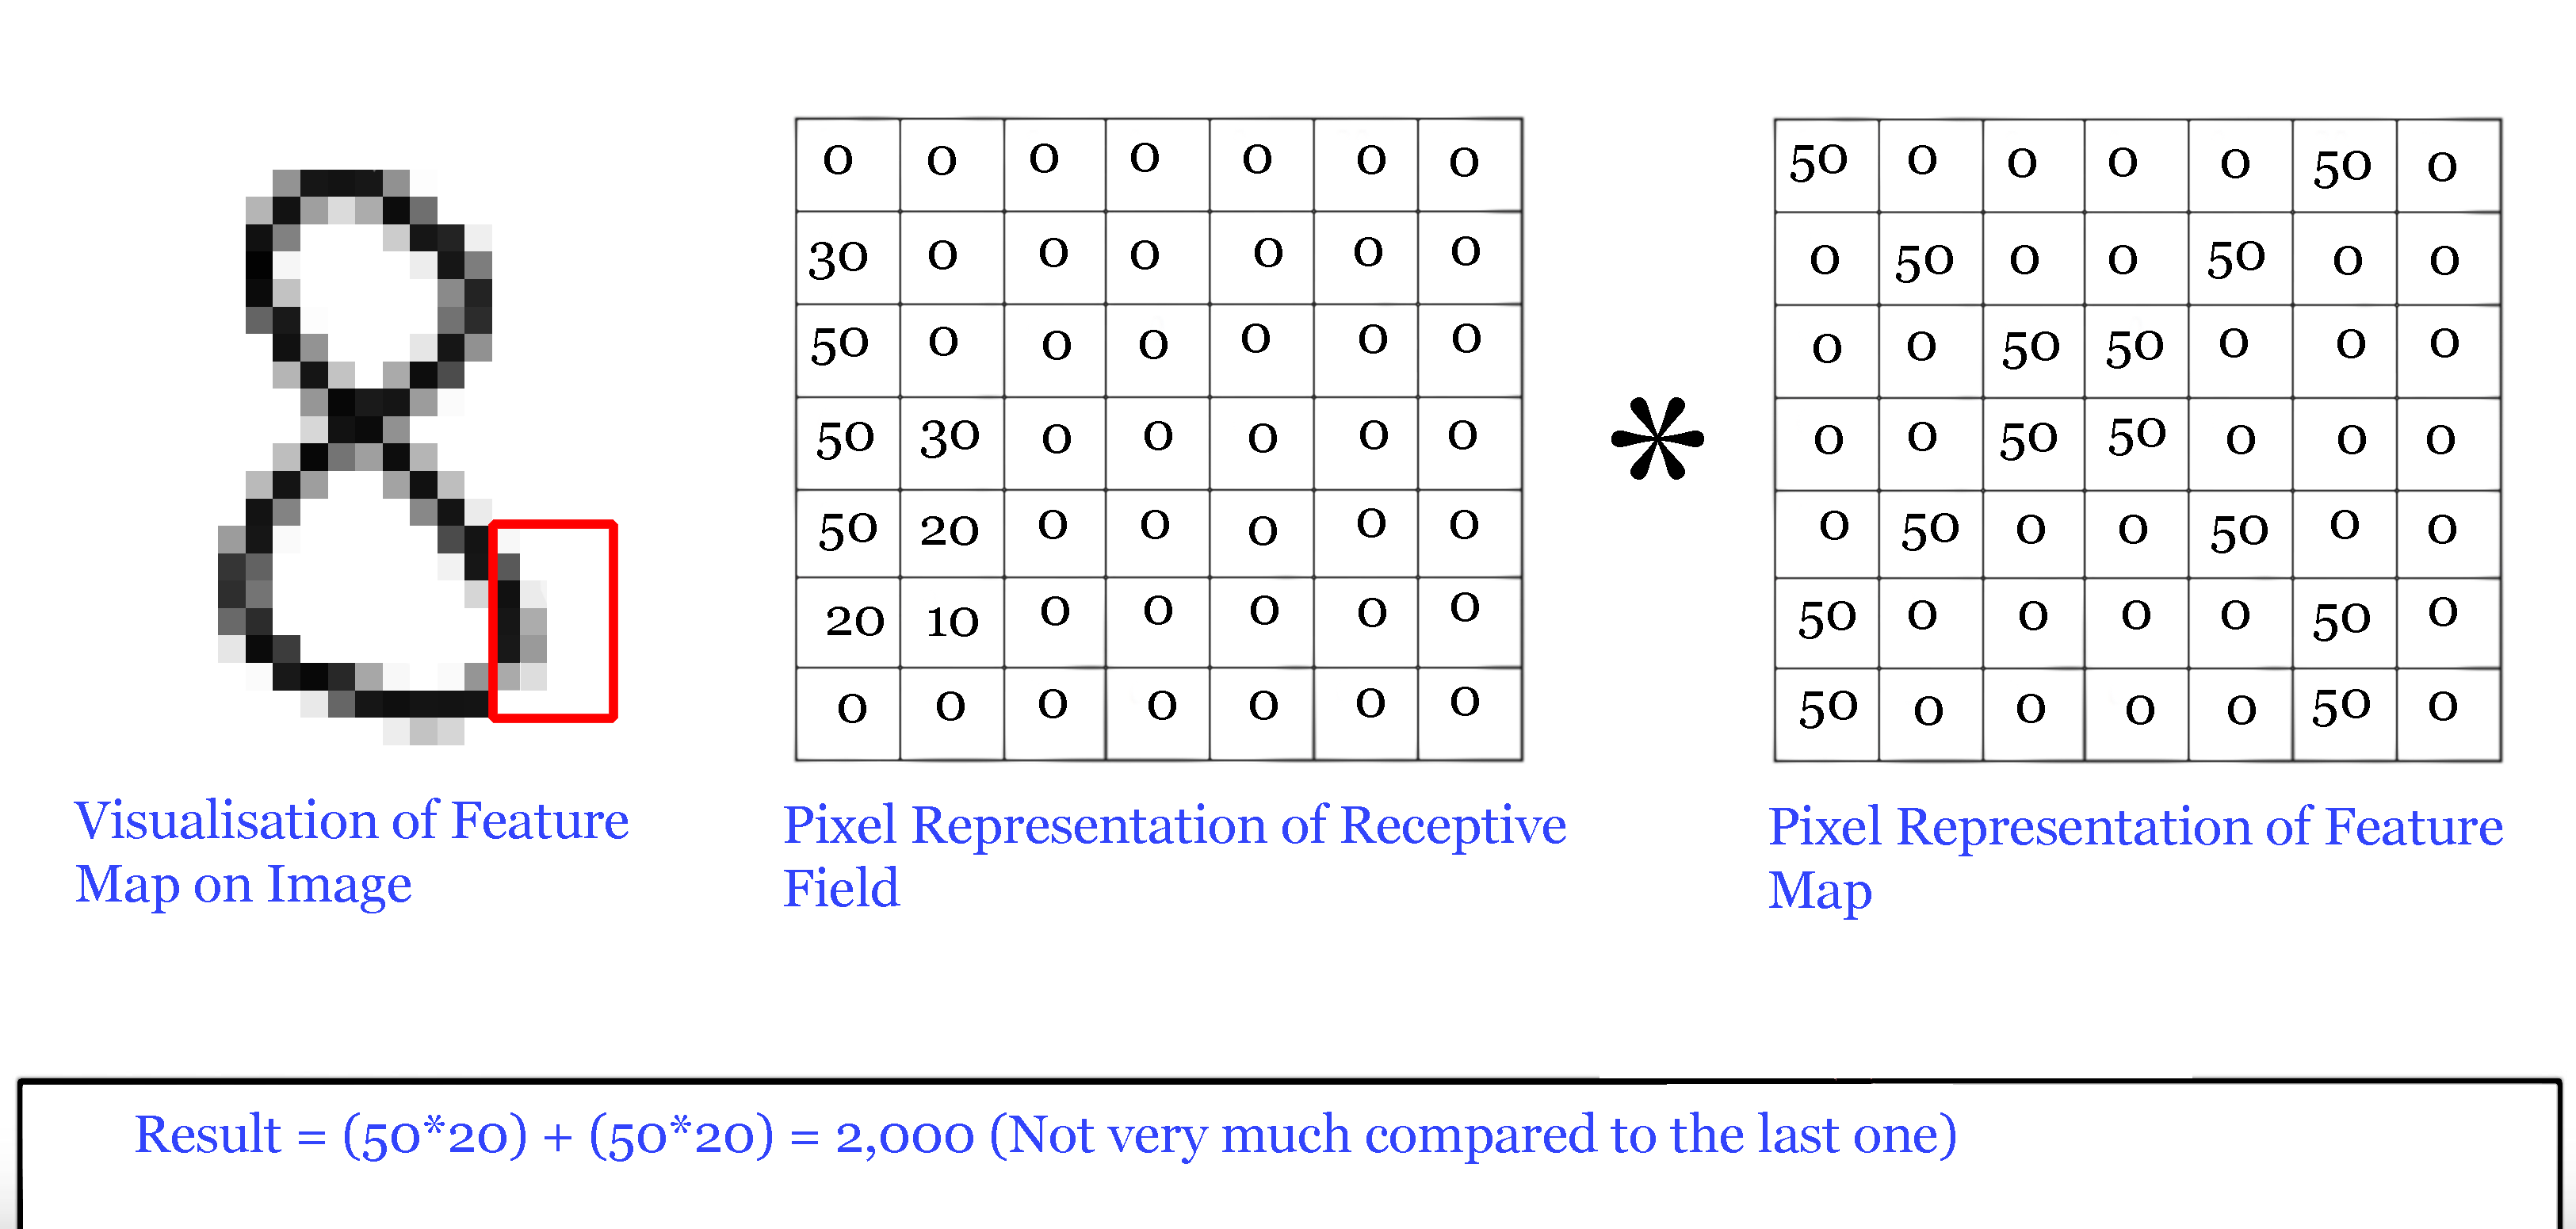 0 0 0 0 0 0 0
30 0 0 0 0 0 0
50 0 0 0 0 0 0
50 30 0 0 0 0 0
50 20 0 0 0 0 0
20 10 0 0 0 0 0
0 0 0 0 0 0 0
*
50 0 0 0 0 50 0
0 50 0 0 50 0 0
0 0 50 50 0 0 0
0 0 50 50 0 0 0
0 50 0 0 50 0 0
50 0 0 0 0 50 0
50 0 0 0 0 50 0
Visualisation of Feature
Map on Image
Pixel Representation of Receptive
Field
Pixel Representation of Feature
Map
Result = (50*20) + (50*20) = 2,000 (Not very much compared to the last one)